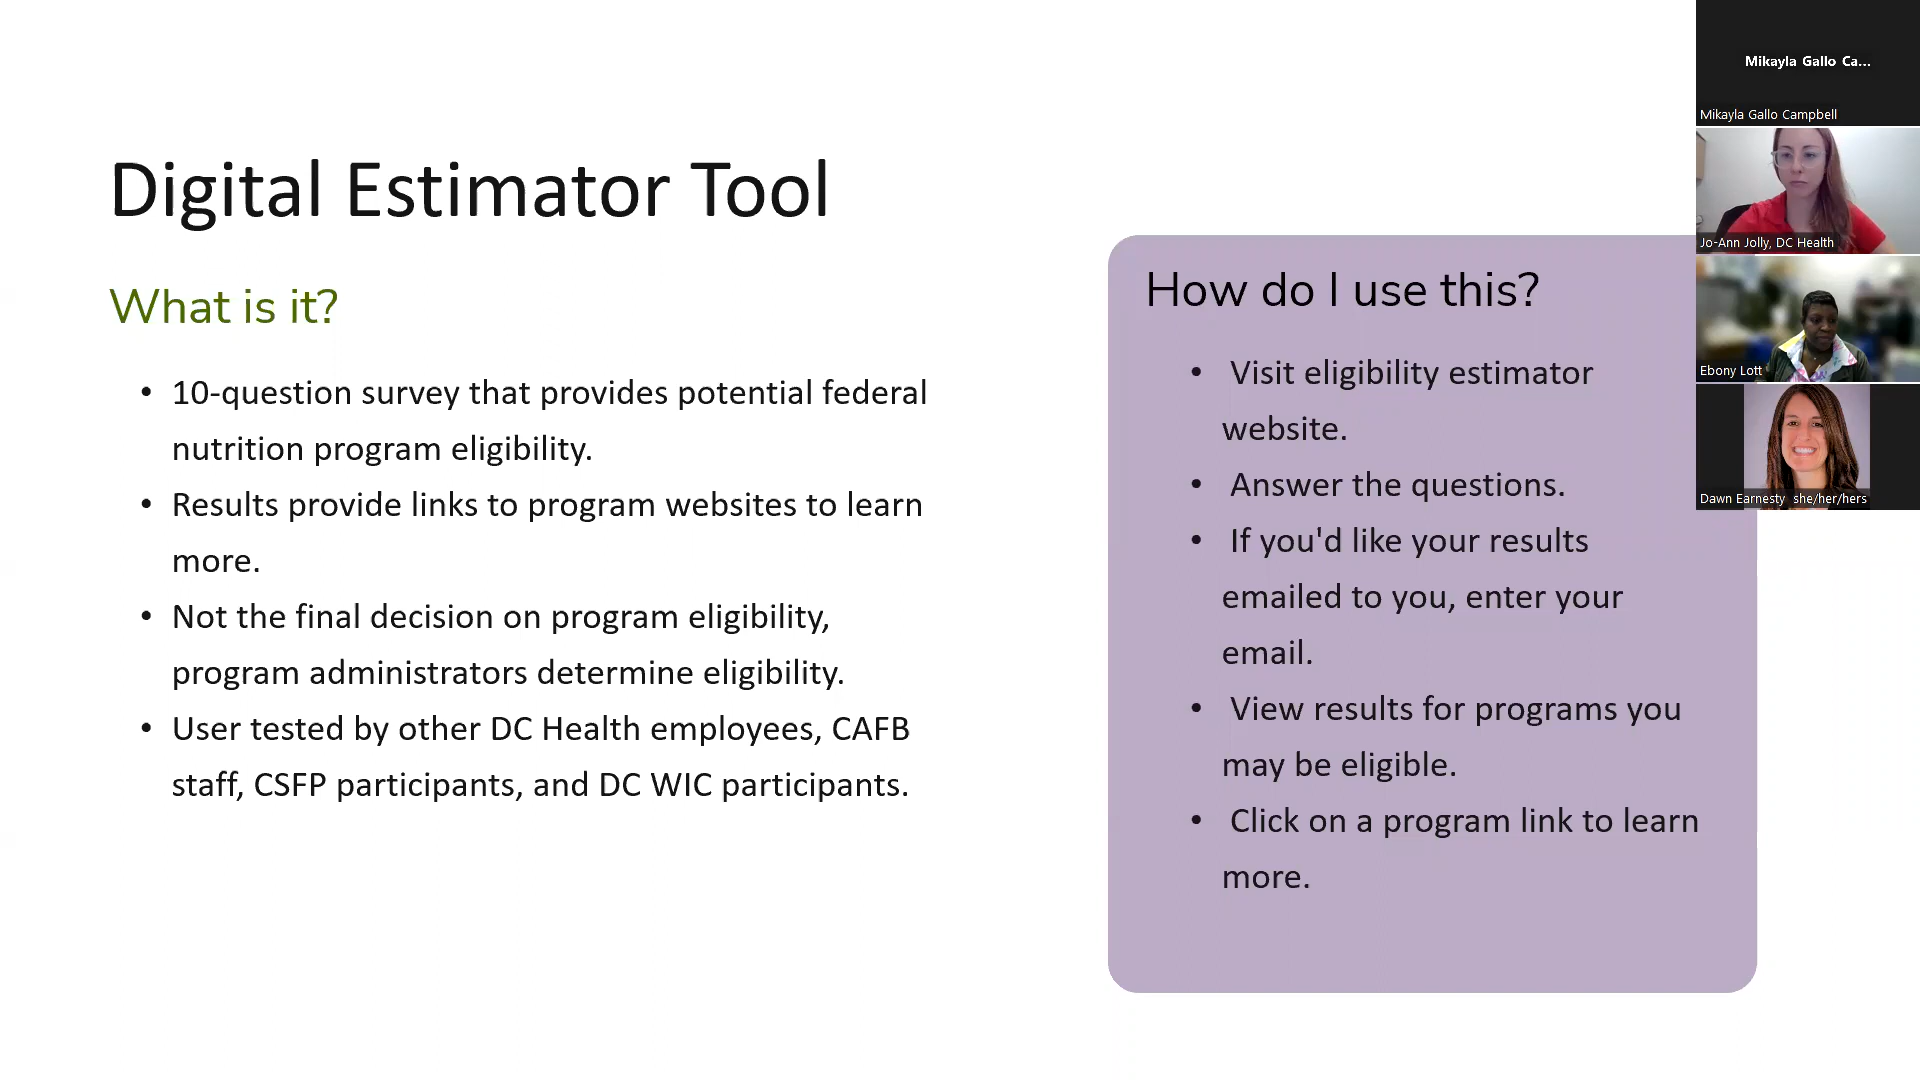 Digital Estimator Tool
What is it?
• 10-question survey that provides potential federal
nutrition program eligibility.
• Results provide links to program websites to learn
more.
• Not the final decision on program eligibility,
program administrators determine eligibility.
• User tested by other DC Health employees, CAFB
staff, CSFP participants, and DC WIC participants.
How do I use this?
• Visit eligibility estimator
website.
• Answer the questions.
• If you'd like your results
emailed to you, enter your
email.
• View results for programs you
may be eligible.
• Click on a program link to learn
more.
Mikayla Gallo Ca...
Mikayla Gallo Campbell
Jo-Ann Jolly, DC Health
Ebony Lott
Dawn Earnesty she/her/hers